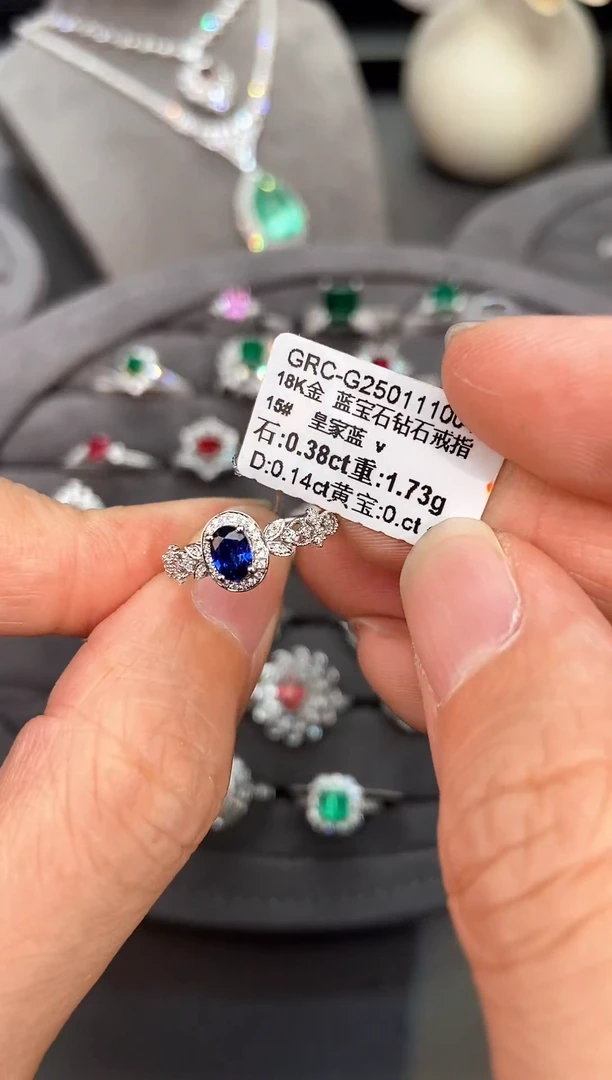 GRC-G25011100
18K金 蓝宝石钻石戒指
15# 皇家蓝 v
石:0.38ct重:1.73g
D:0.14ct黄宝:0.ct